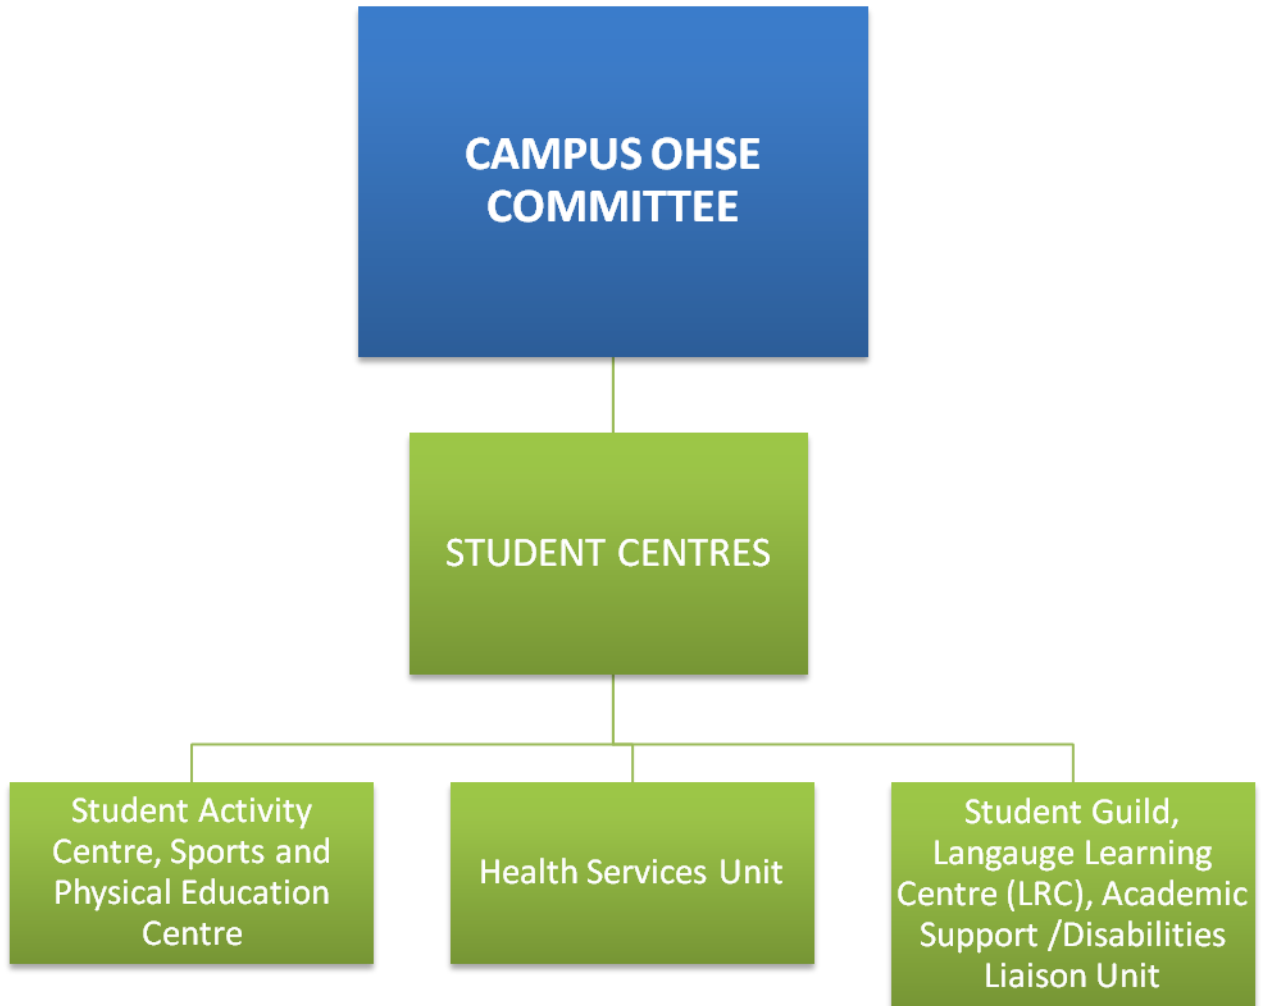 CAMPUS OHSE
COMMITTEE
STUDENT CENTRES
Student Activity
Centre, Sports and
Physical Education
Centre
Health Services Unit
Student Guild,
Langauge Learning
Centre (LRC), Academic
Support /Disabilities
Liaison Unit